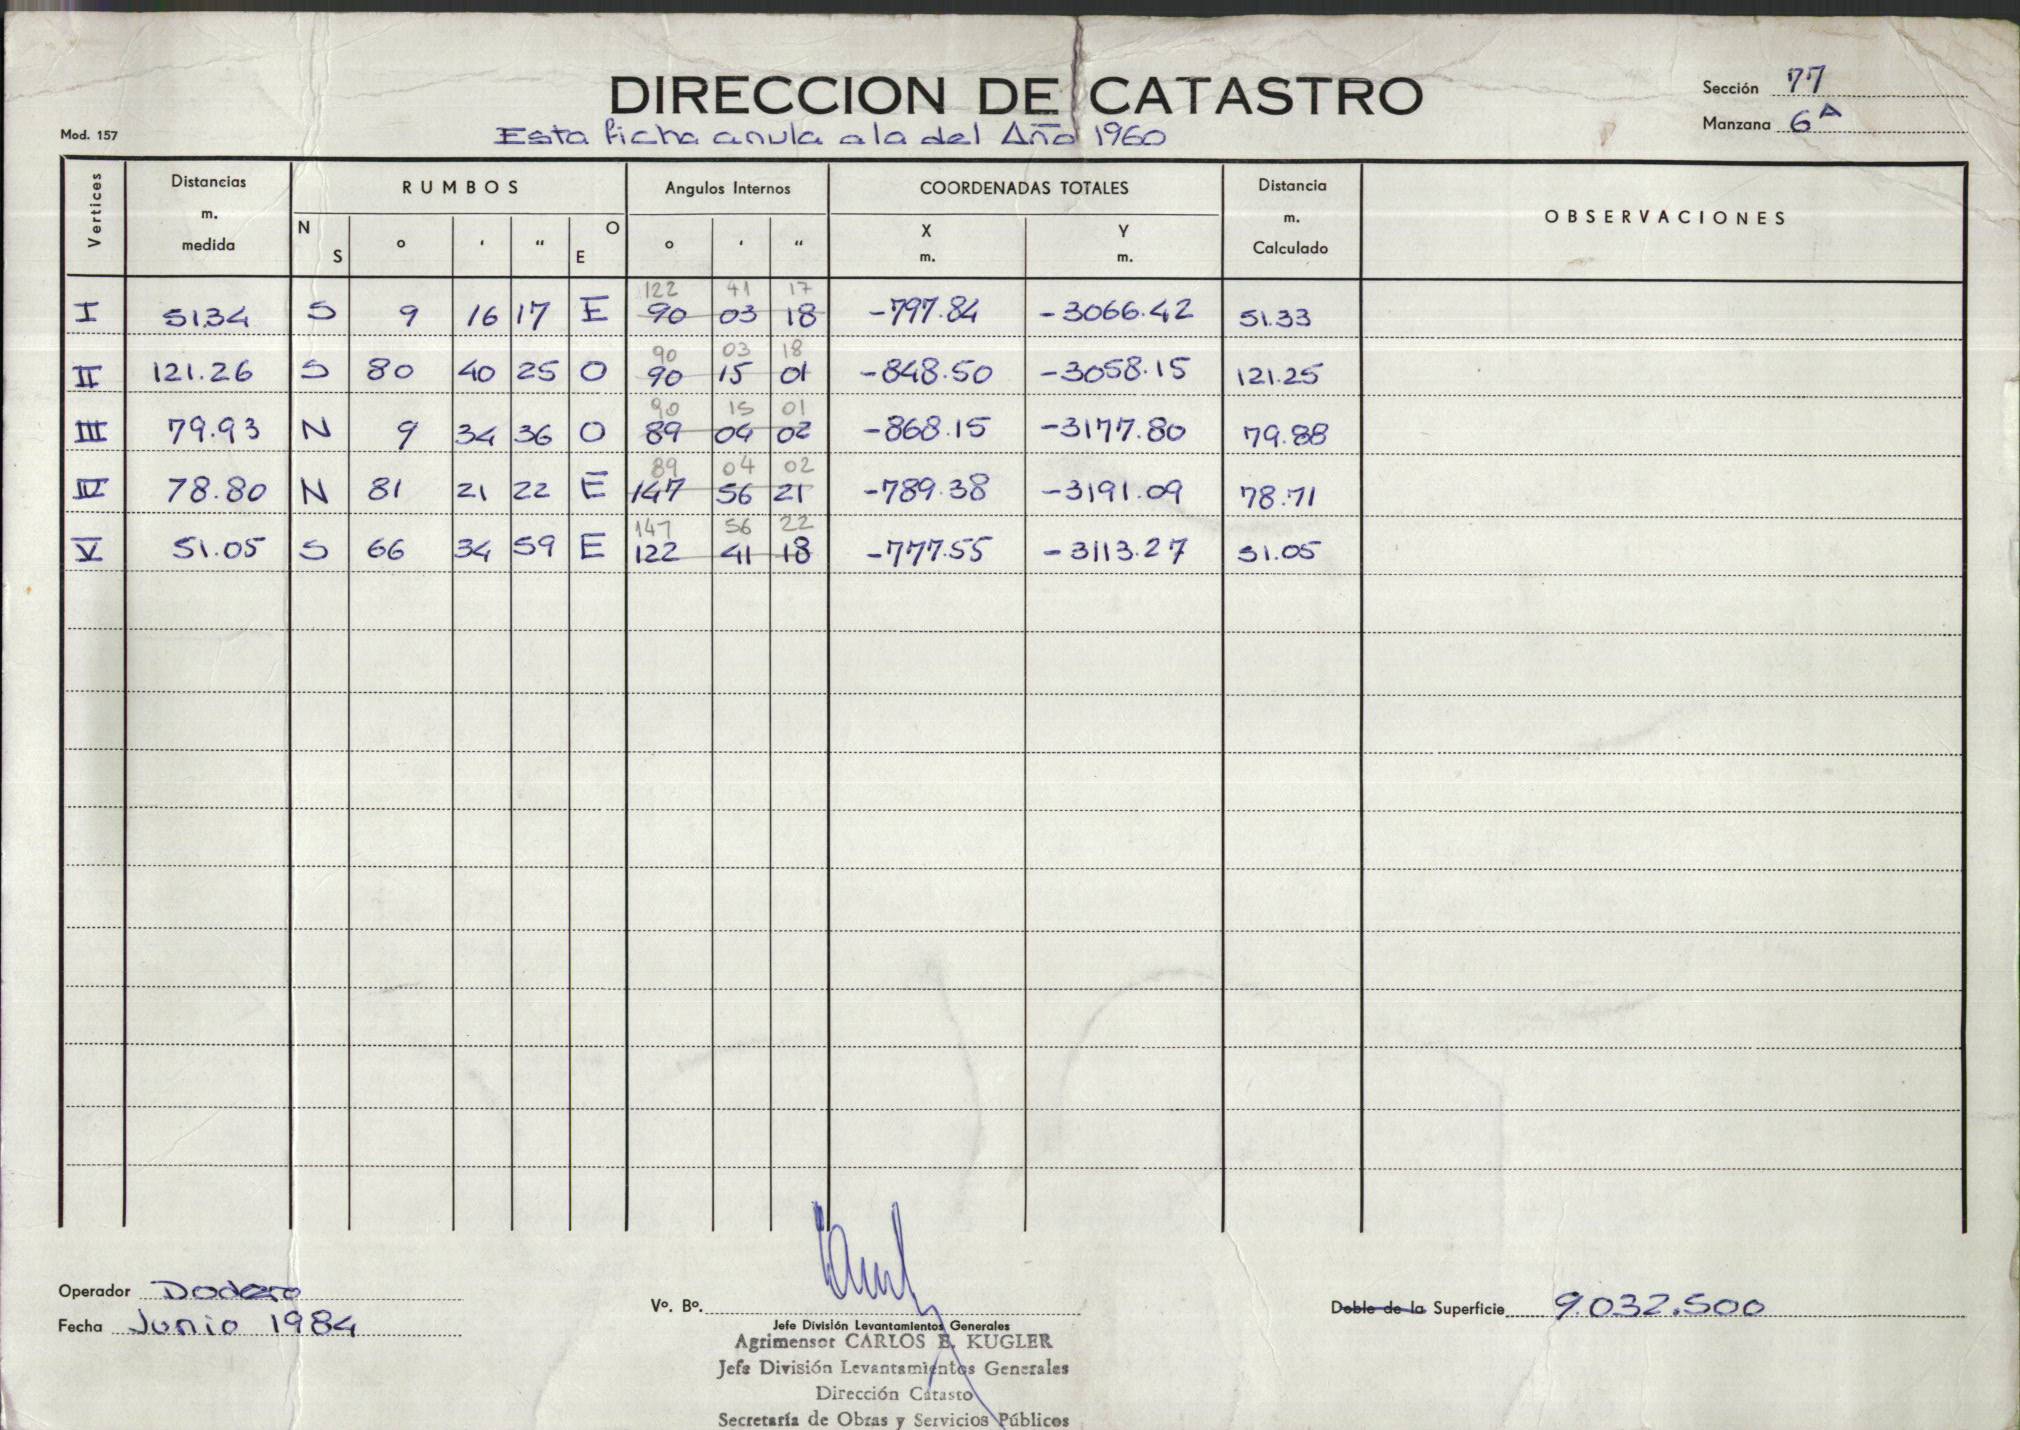 DIRECCION DE CATASTRO
Sección 77
Manzana 6ᴬ
Mod. 157
Esta ficha anula a la del Año 1960
Vertices Distancias m. medida RUMBOS Angulos Internos COORDENADAS TOTALES Distancia m. Calculado OBSERVACIONES
N S ° ' " O E ° ' " X m. Y m.
122 41 17
I 51.34 S 9 16 17 E 90 03 18 -797.84 -3066.42 51.33
90 03 18
II 121.26 S 80 40 25 O 90 15 01 -848.50 -3058.15 121.25
90 15 01
III 79.93 N 9 34 36 O 89 04 02 -868.15 -3177.80 79.88
89 04 02
IV 78.80 N 81 21 22 E 147 56 21 -789.38 -3191.09 78.71
147 56 22
V 51.05 S 66 34 59 E 122 41 18 -777.55 -3113.27 51.05
Operador Dodero
Fecha Junio 1984
Vº. Bº.
Jefe División Levantamientos Generales
Agrimensor CARLOS E. KUGLER
Jefe División Levantamientos Generales
Dirección Catasto
Secretaría de Obras y Servicios Públicos
Doble de la Superficie 9.032.500